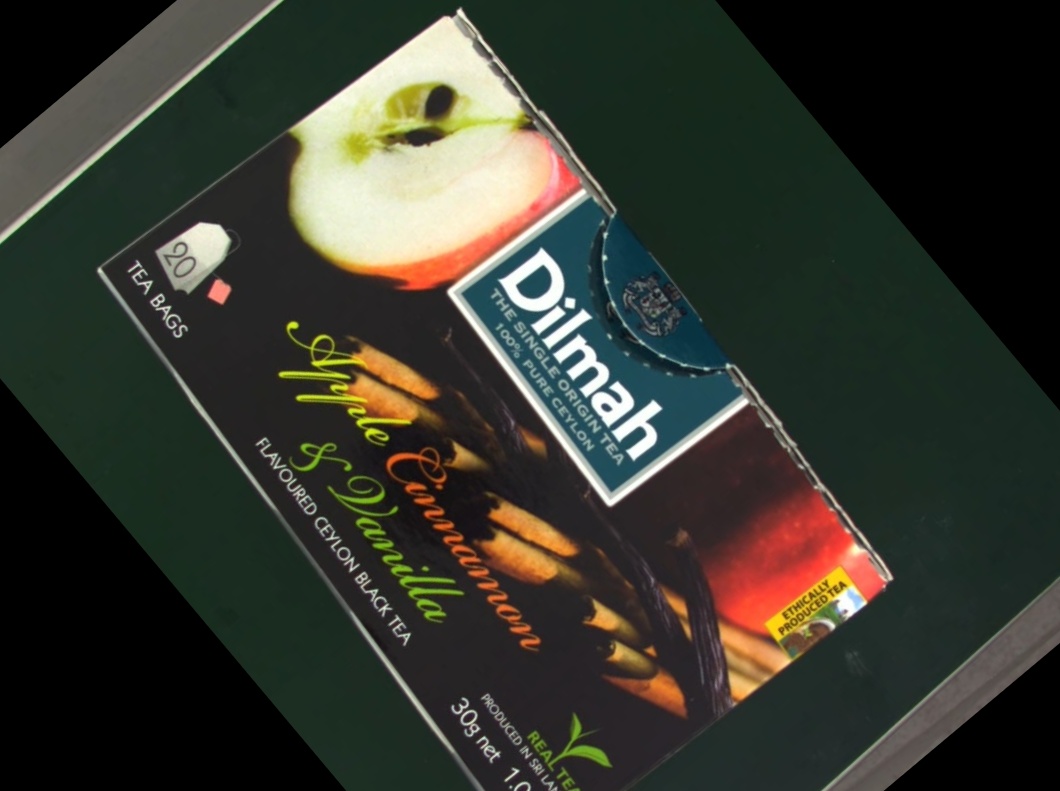 Dilmah
THE SINGLE ORIGIN TEA
100% PURE CEYLON
20
TEA BAGS
Apple Cinnamon
& Vanilla
FLAVOURED CEYLON BLACK TEA
ETHICALLY
PRODUCED TEA
REAL TEA
PRODUCED IN SRI
30g net